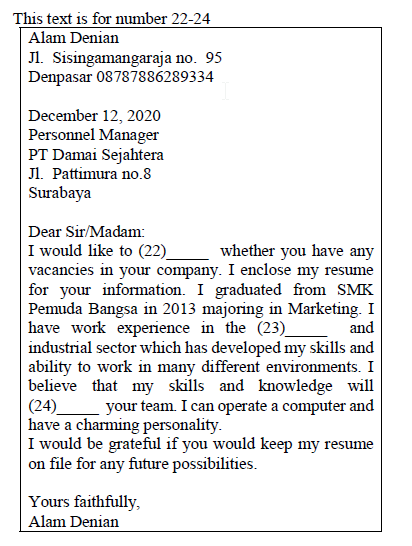 This text is for number 22-24
Alam Denian
Jl. Sisingamangaraja no. 95
Denpasar 08787886289334
December 12, 2020
Personnel Manager
PT Damai Sejahtera
Jl. Pattimura no.8
Surabaya
Dear Sir/Madam:
I would like to (22)_____ whether you have any
vacancies in your company. I enclose my resume
for your information. I graduated from SMK
Pemuda Bangsa in 2013 majoring in Marketing. I
have work experience in the (23)_____ and
industrial sector which has developed my skills and
ability to work in many different environments. I
believe that my skills and knowledge will
(24)_____ your team. I can operate a computer and
have a charming personality.
I would be grateful if you would keep my resume
on file for any future possibilities.
Yours faithfully,
Alam Denian